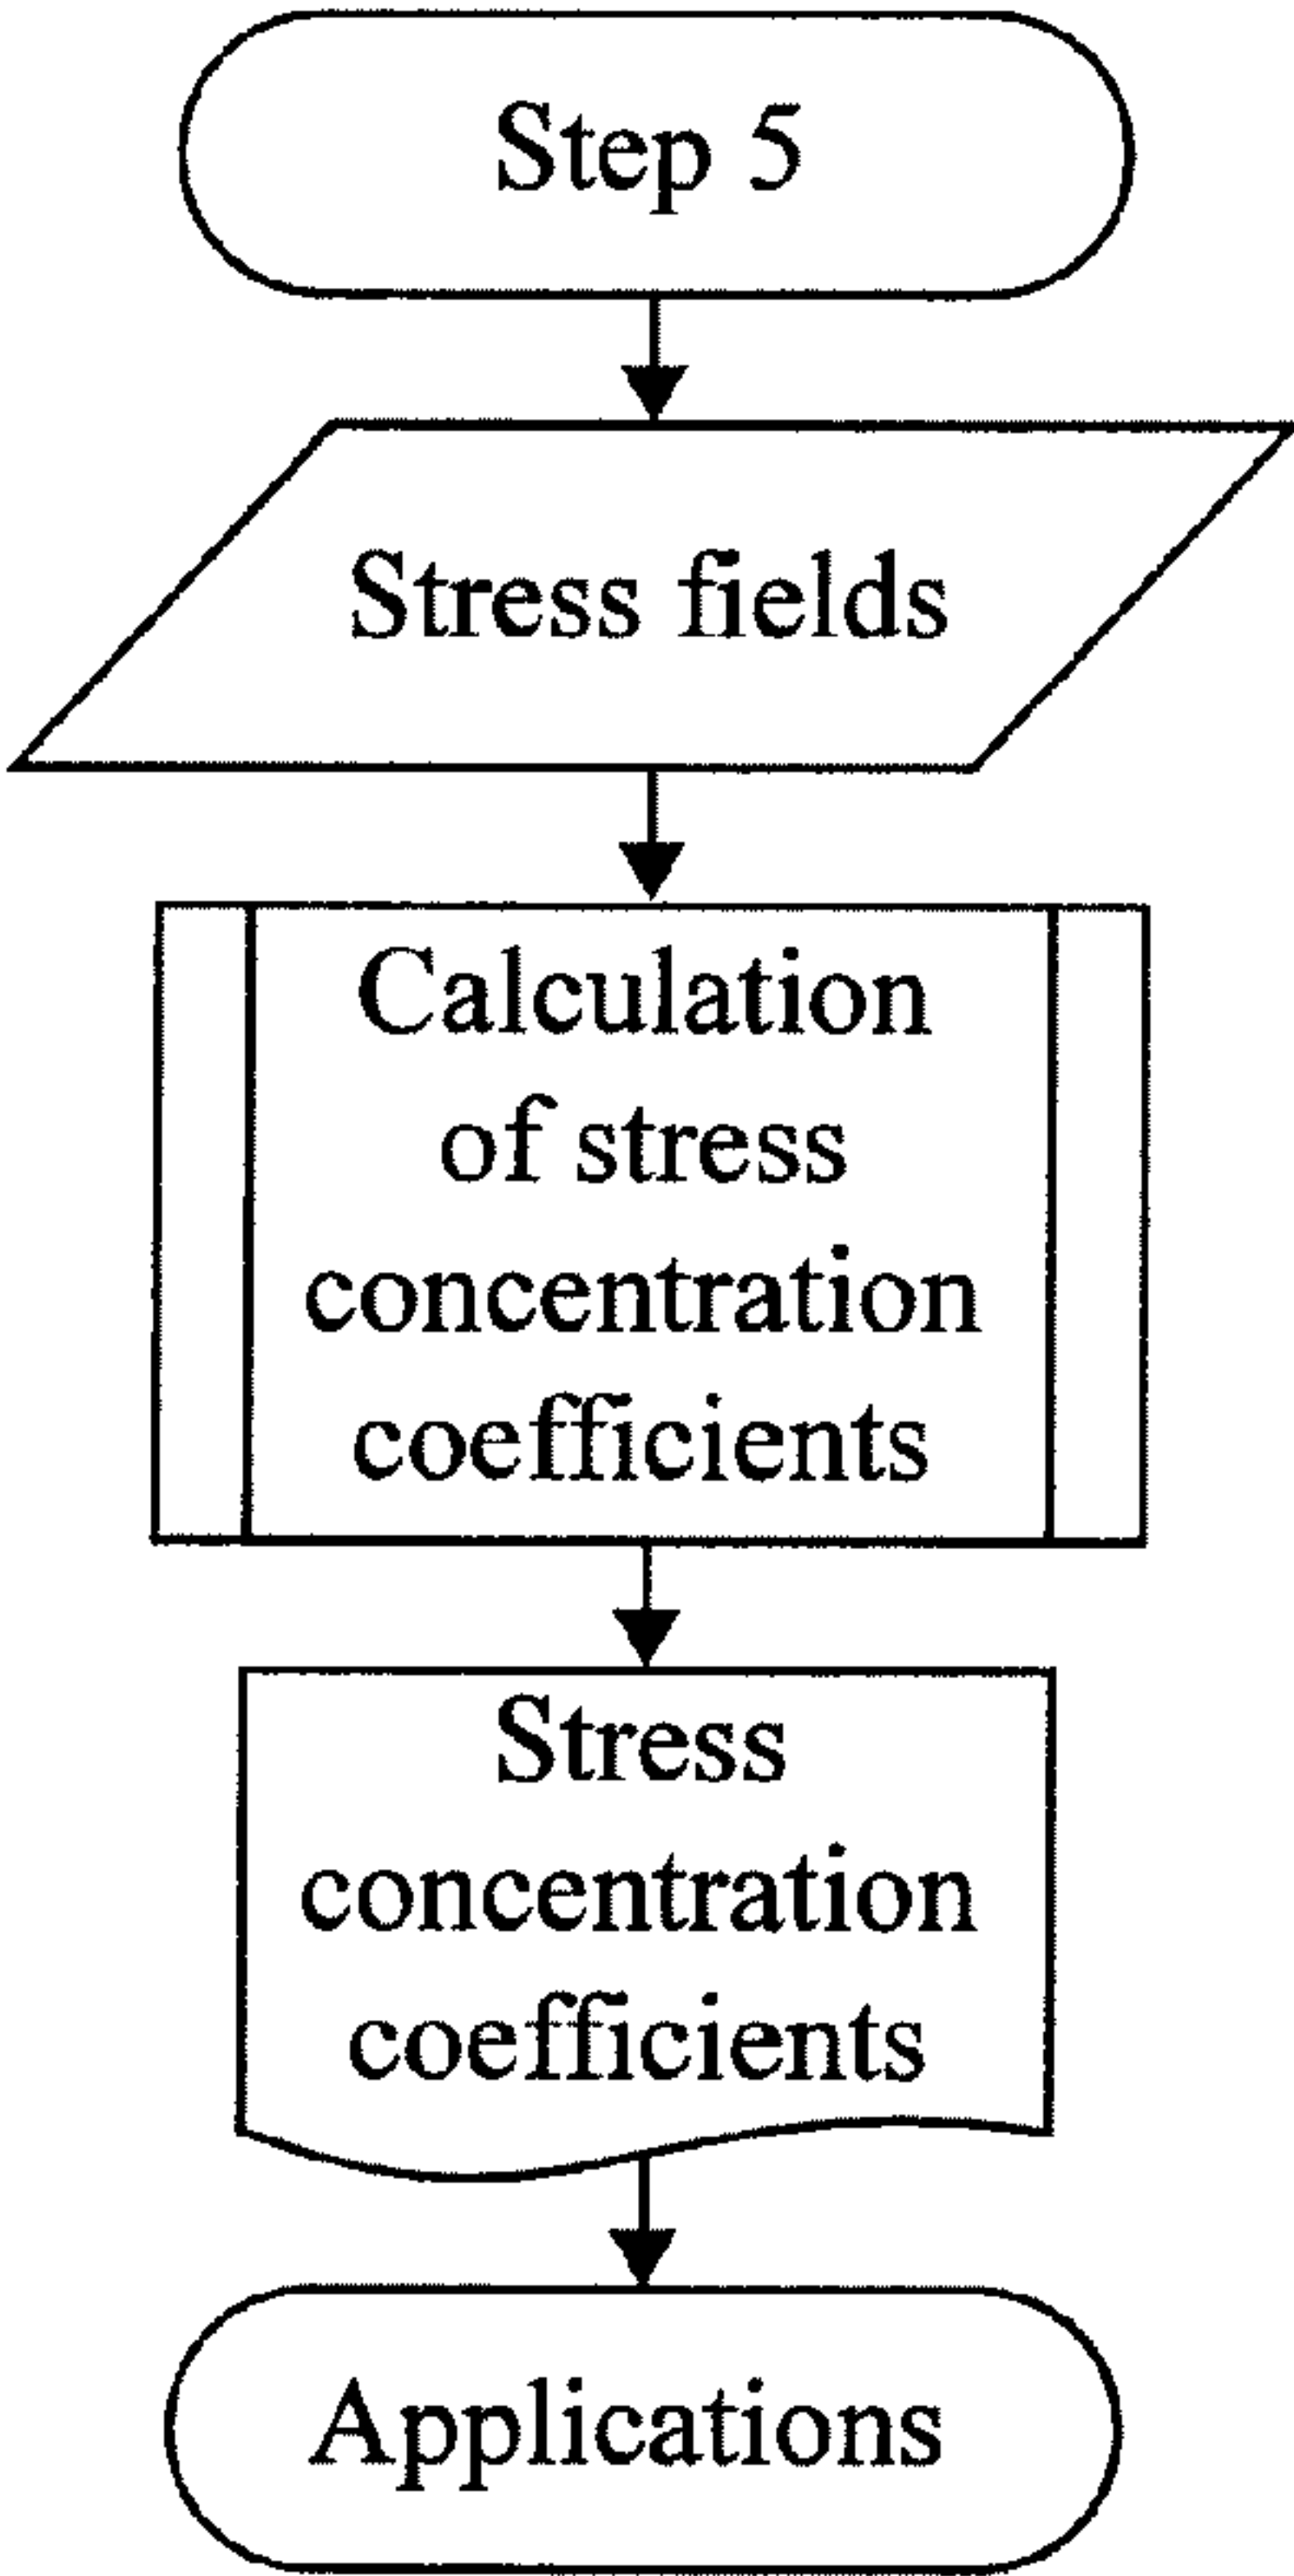 Step 5
Stress fields
Calculation
of stress
concentration
coefficients
Stress
concentration
coefficients
Applications